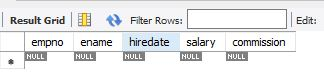 Result Grid Filter Rows: Edit:
empno ename hiredate salary commission
* NULL NULL NULL NULL NULL